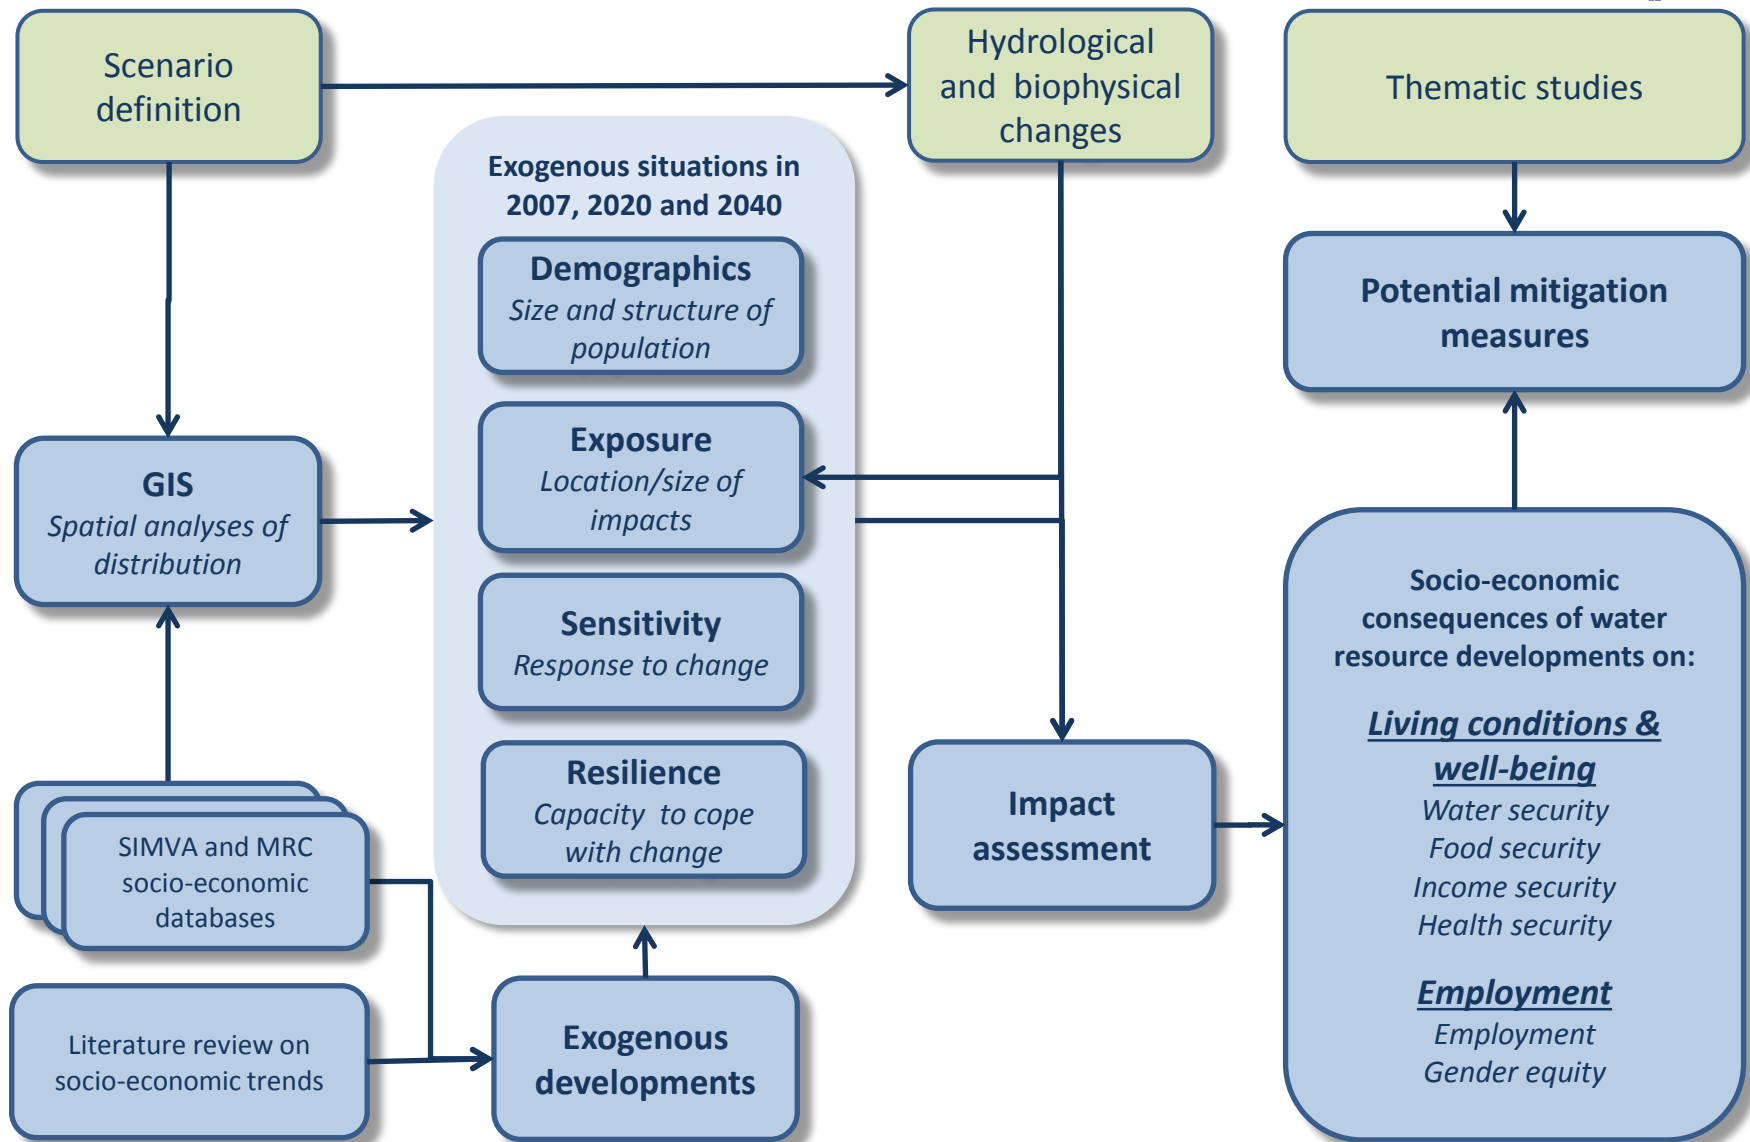 Scenario
definition
Hydrological
and biophysical
changes
Thematic studies
Exogenous situations in
2007, 2020 and 2040
Demographics
Size and structure of
population
Exposure
Location/size of
impacts
Sensitivity
Response to change
Resilience
Capacity to cope
with change
GIS
Spatial analyses of
distribution
SIMVA and MRC
socio-economic
databases
Literature review on
socio-economic trends
Exogenous
developments
Impact
assessment
Potential mitigation
measures
Socio-economic
consequences of water
resource developments on:
Living conditions &
well-being
Water security
Food security
Income security
Health security
Employment
Employment
Gender equity